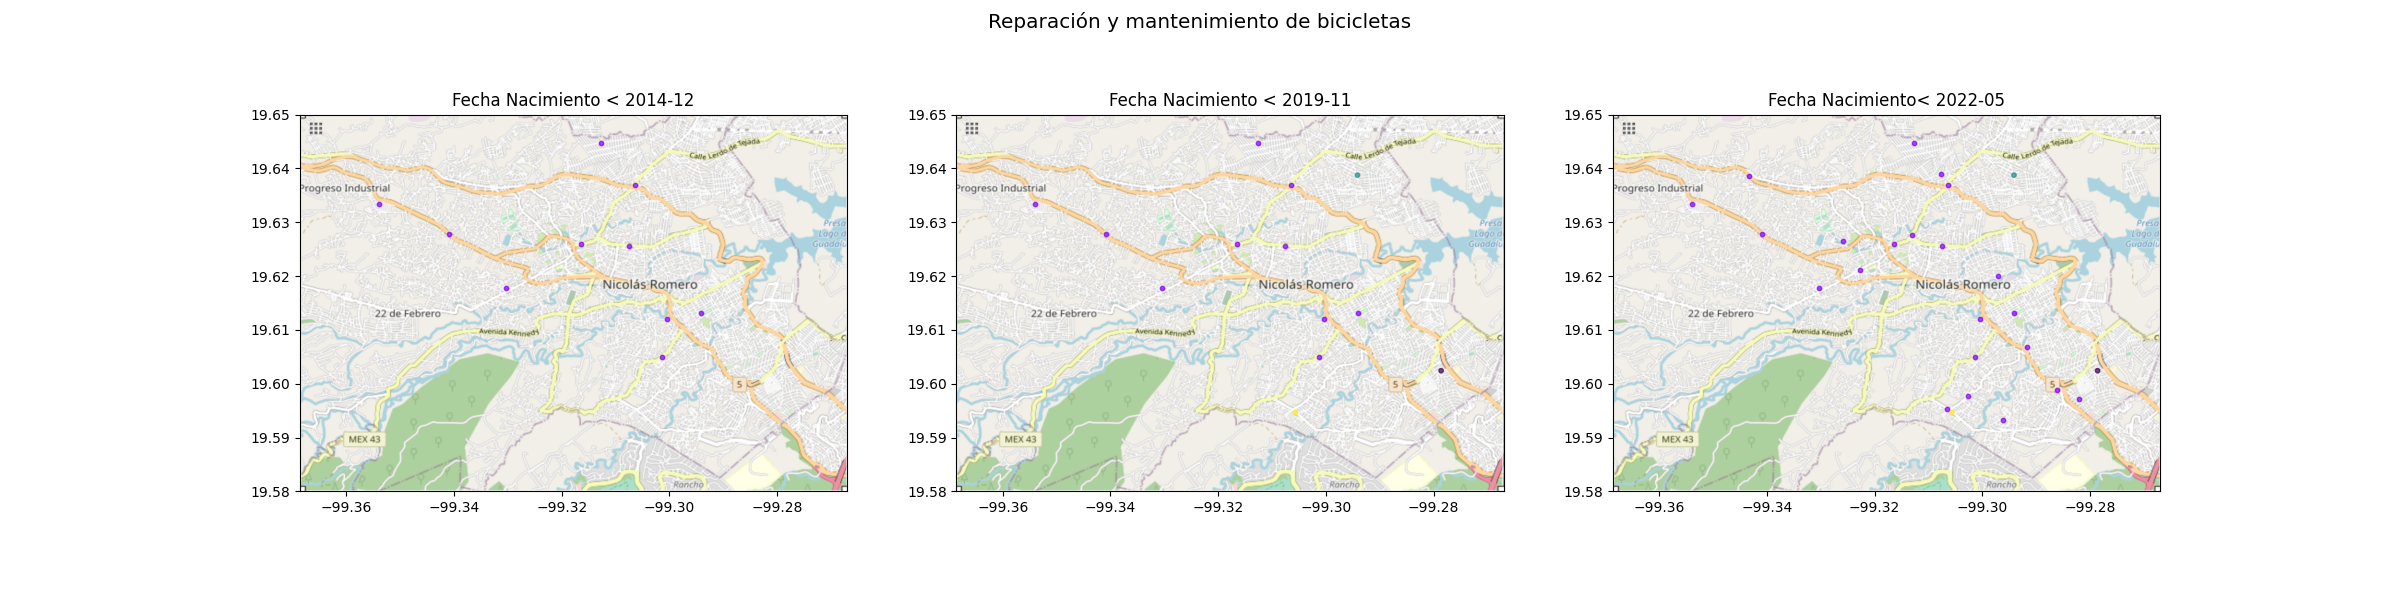 Reparación y mantenimiento de bicicletas
Fecha Nacimiento < 2014-12
19.65
19.64
19.63
19.62
19.61
19.60
19.59
19.58
Calle Lerdo de Tejada
Progreso Industrial
Presa
Lago d
Guadalu
Nicolás Romero
22 de Febrero
Avenida Kennedy
5
MEX 43
Rancho
−99.36
−99.34
−99.32
−99.30
−99.28
Fecha Nacimiento < 2019-11
19.65
19.64
19.63
19.62
19.61
19.60
19.59
19.58
Calle Lerdo de Tejada
Progreso Industrial
Presa
Lago d
Guadalu
Nicolás Romero
22 de Febrero
Avenida Kennedy
5
MEX 43
Rancho
−99.36
−99.34
−99.32
−99.30
−99.28
Fecha Nacimiento< 2022-05
19.65
19.64
19.63
19.62
19.61
19.60
19.59
19.58
Calle Lerdo de Tejada
Progreso Industrial
Presa
Lago d
Guadalu
Nicolás Romero
22 de Febrero
Avenida Kennedy
5
MEX 43
Rancho
−99.36
−99.34
−99.32
−99.30
−99.28